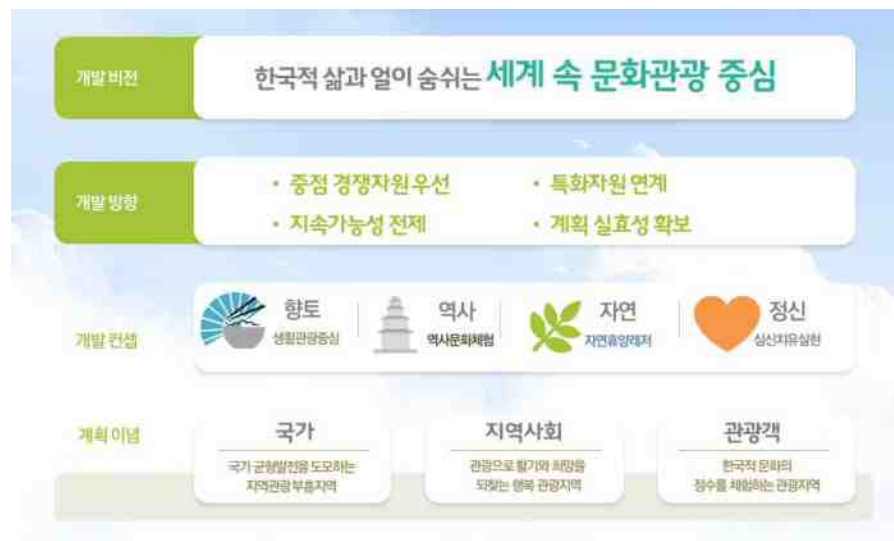 개발 비전
한국적 삶과 얼이 숨쉬는 세계 속 문화관광 중심
개발 방향
• 중점 경쟁자원 우선
• 특화자원 연계
• 지속가능성 전제
• 계획 실효성 확보
개발 컨셉
향토
생활관광중심
역사
역사문화체험
자연
자연휴양레저
정신
심신치유실현
계획 이념
국가
국가 균형발전을 도모하는
지역관광 부흥지역
지역사회
관광으로 활기와 희망을
되찾는 행복 관광지역
관광객
한국적 문화의
정수를 체험하는 관광지역